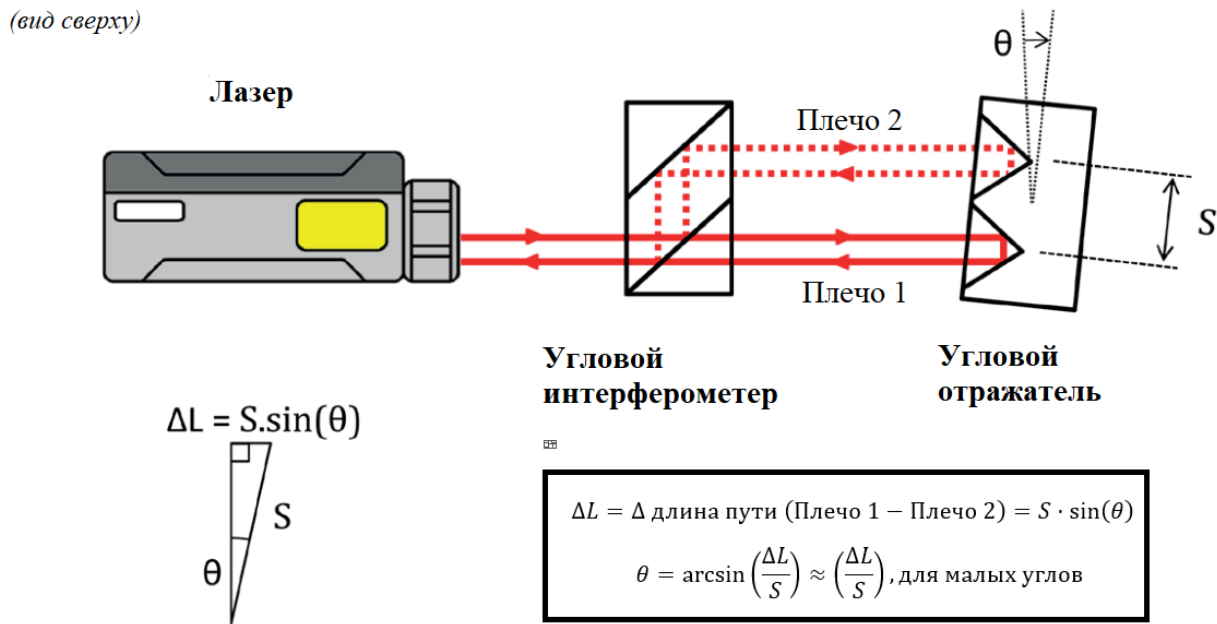 (вид сверху)
Лазер
θ
Плечо 2
S
Плечо 1
Угловой
интерферометр
Угловой
отражатель
ΔL = S.sin(θ)
S
θ
ΔL = Δ длина пути (Плечо 1 − Плечо 2) = S · sin(θ)
θ = arcsin(ΔL/S) ≈ (ΔL/S), для малых углов